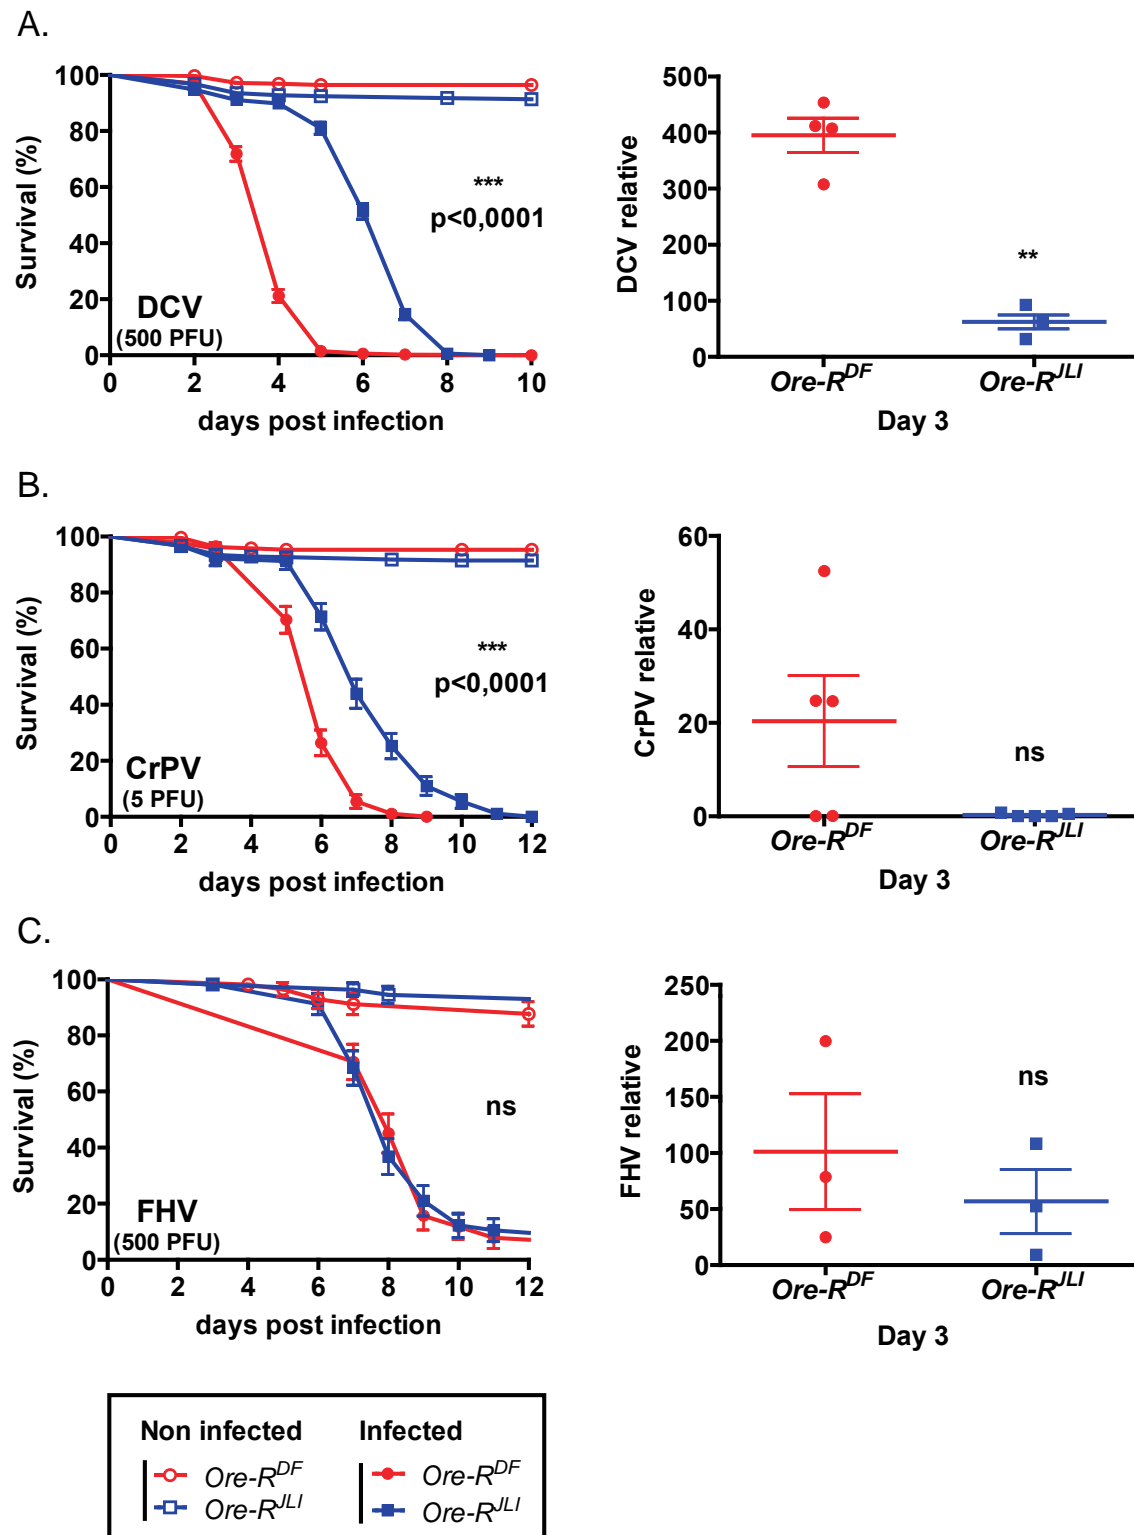 A.
100
80
60
40
20
0
Survival (%)
***
p<0,0001
DCV
(500 PFU)
0 2 4 6 8 10
days post infection
500
400
300
200
100
0
DCV relative
**
Ore-R^DF Ore-R^JLI
Day 3
B.
100
80
60
40
20
0
Survival (%)
***
p<0,0001
CrPV
(5 PFU)
0 2 4 6 8 10 12
days post infection
60
40
20
0
CrPV relative
ns
Ore-R^DF Ore-R^JLI
Day 3
C.
100
80
60
40
20
0
Survival (%)
ns
FHV
(500 PFU)
0 2 4 6 8 10 12
days post infection
250
200
150
100
50
0
FHV relative
ns
Ore-R^DF Ore-R^JLI
Day 3
Non infected Infected
Ore-R^DF Ore-R^DF
Ore-R^JLI Ore-R^JLI